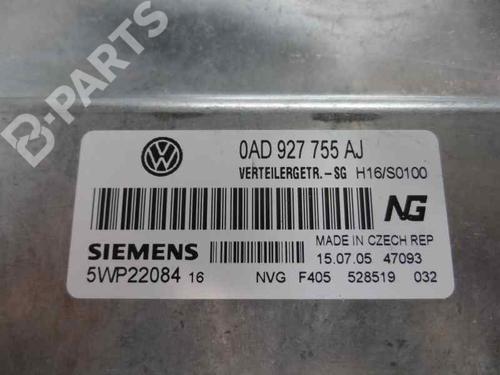 B-PARTS
VW
0AD 927 755 AJ
VERTEILERGETR.-SG H16/S0100
NG
SIEMENS
MADE IN CZECH REP
15.07.05 47093
5WP22084 16 NVG F405 528519 032